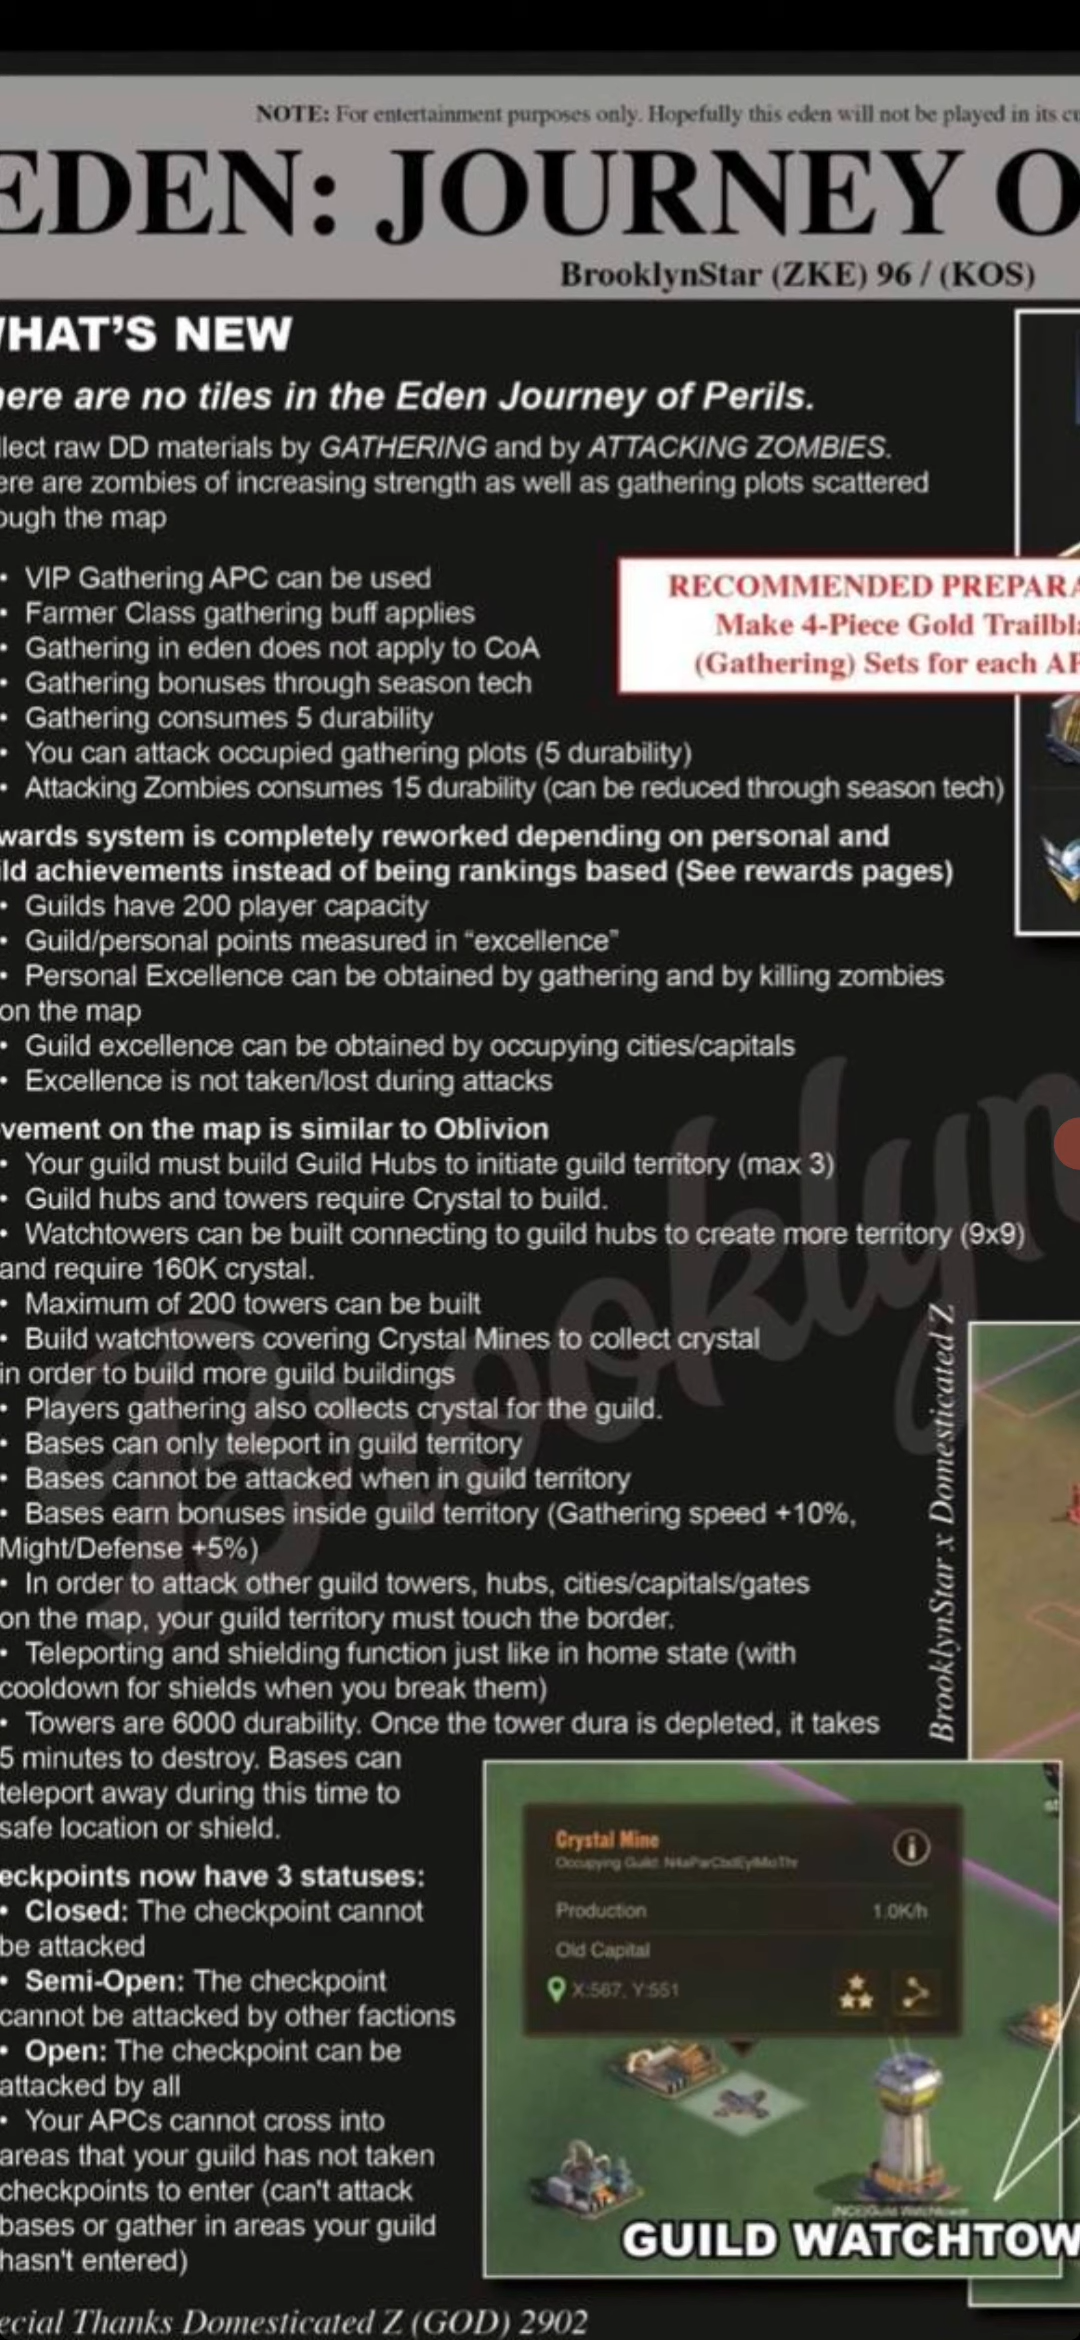 NOTE: For entertainment purposes only. Hopefully this eden will not be played in its cu
EDEN: JOURNEY O
BrooklynStar (ZKE) 96 / (KOS)
WHAT'S NEW
here are no tiles in the Eden Journey of Perils.
llect raw DD materials by GATHERING and by ATTACKING ZOMBIES.
ere are zombies of increasing strength as well as gathering plots scattered
ough the map
• VIP Gathering APC can be used
• Farmer Class gathering buff applies
• Gathering in eden does not apply to CoA
• Gathering bonuses through season tech
• Gathering consumes 5 durability
• You can attack occupied gathering plots (5 durability)
• Attacking Zombies consumes 15 durability (can be reduced through season tech)
RECOMMENDED PREPARA
Make 4-Piece Gold Trailbla
(Gathering) Sets for each AP
wards system is completely reworked depending on personal and
ild achievements instead of being rankings based (See rewards pages)
• Guilds have 200 player capacity
• Guild/personal points measured in “excellence”
• Personal Excellence can be obtained by gathering and by killing zombies
on the map
• Guild excellence can be obtained by occupying cities/capitals
• Excellence is not taken/lost during attacks
vement on the map is similar to Oblivion
• Your guild must build Guild Hubs to initiate guild territory (max 3)
• Guild hubs and towers require Crystal to build.
• Watchtowers can be built connecting to guild hubs to create more territory (9x9)
and require 160K crystal.
• Maximum of 200 towers can be built
• Build watchtowers covering Crystal Mines to collect crystal
in order to build more guild buildings
• Players gathering also collects crystal for the guild.
• Bases can only teleport in guild territory
• Bases cannot be attacked when in guild territory
• Bases earn bonuses inside guild territory (Gathering speed +10%,
Might/Defense +5%)
• In order to attack other guild towers, hubs, cities/capitals/gates
on the map, your guild territory must touch the border.
• Teleporting and shielding function just like in home state (with
cooldown for shields when you break them)
• Towers are 6000 durability. Once the tower dura is depleted, it takes
5 minutes to destroy. Bases can
teleport away during this time to
safe location or shield.
eckpoints now have 3 statuses:
• Closed: The checkpoint cannot
be attacked
• Semi-Open: The checkpoint
cannot be attacked by other factions
• Open: The checkpoint can be
attacked by all
• Your APCs cannot cross into
areas that your guild has not taken
checkpoints to enter (can't attack
bases or gather in areas your guild
hasn't entered)
ecial Thanks Domesticated Z (GOD) 2902
Brooklyn
BrooklynStar x Domesticated Z
Crystal Mine
Occupying Guild:
Production 1.0K/h
Old Capital
X:567, Y:551
Guild Watchtower
GUILD WATCHTOW